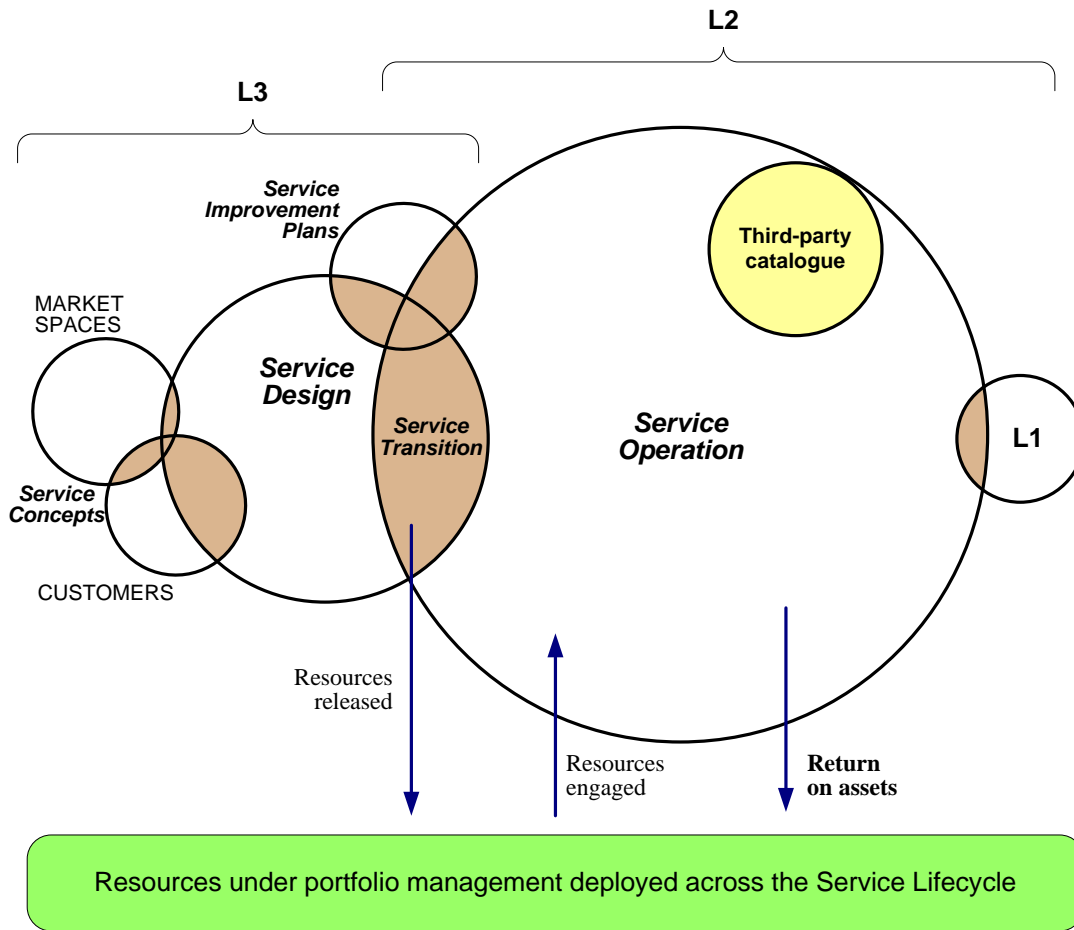 L2
L3
Service
Improvement
Plans
Third-party
catalogue
MARKET
SPACES
Service
Design
Service
Transition
Service
Operation
L1
Service
Concepts
CUSTOMERS
Resources
released
Resources
engaged
Return
on assets
Resources under portfolio management deployed across the Service Lifecycle